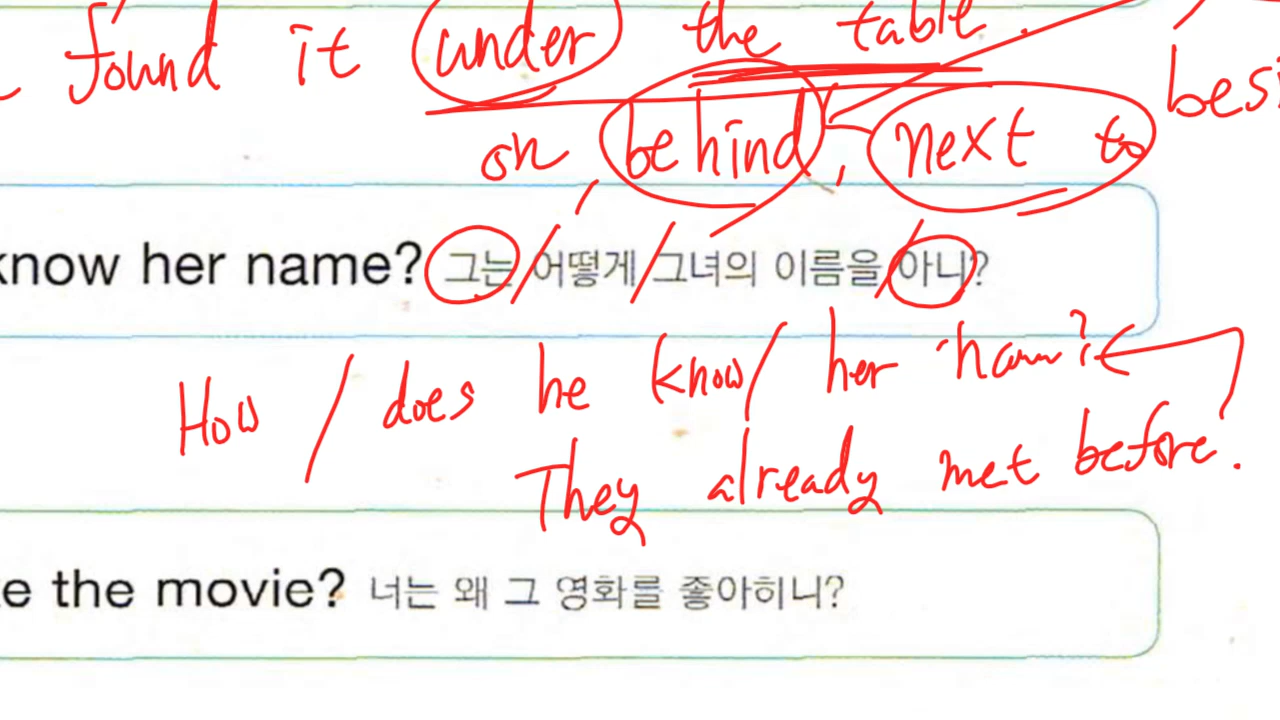 found it under the table.
on, behind, next to
besi
know her name? 그는 / 어떻게 / 그녀의 이름을 / 아니?
How / does he know / her name?
They already met before.
e the movie? 너는 왜 그 영화를 좋아하니?